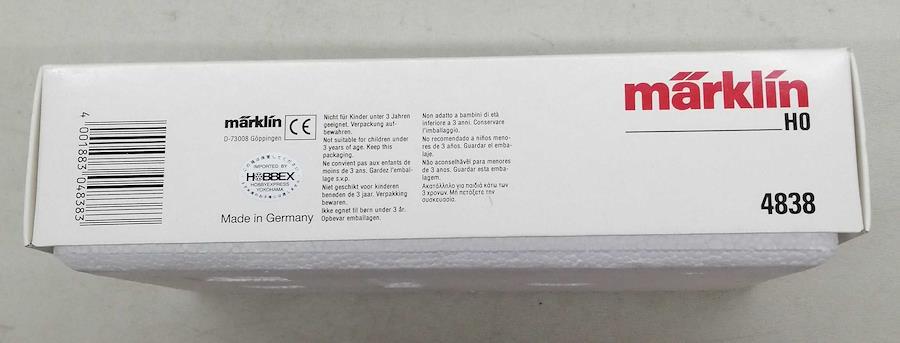 märklin
H0
4838
4 001883 048383
märklin
CE
D-73008 Göppingen
IMPORTED BY
HOBBEX
HOBBYEXPRESS
YOKOHAMA
Made in Germany
Nicht für Kinder unter 3 Jahren
geeignet. Verpackung auf-
bewahren.
Not suitable for children under
3 years of age. Keep this
packaging.
Ne convient pas aux enfants de
moins de 3 ans. Gardez l'embal-
lage s.v.p.
Niet geschikt voor kinderen
beneden de 3 jaar. Verpakking
bewaren.
Ikke egnet til børn under 3 år.
Opbevar emballagen.
Non adatto a bambini di età
inferiore a 3 anni. Conservare
l'imballaggio.
No recomendado a niños meno-
res de 3 anos. Guardar el emba-
laje.
Não aconselhável para menores
de 3 anos. Guardar esta embala-
gem.
Ακατάλληλο για παιδιά κάτω των
3 χρονων. Μη πετάξετε την
συσκευασία.